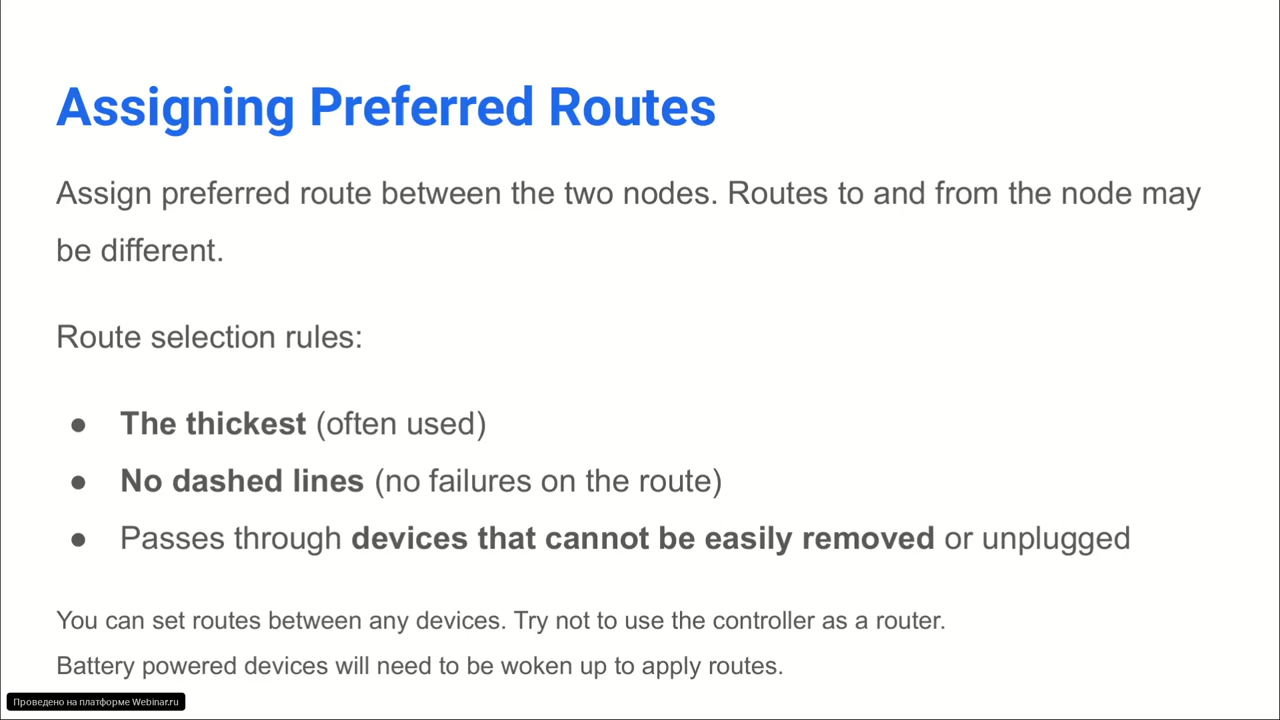 Assigning Preferred Routes
Assign preferred route between the two nodes. Routes to and from the node may
be different.
Route selection rules:
● The thickest (often used)
● No dashed lines (no failures on the route)
● Passes through devices that cannot be easily removed or unplugged
You can set routes between any devices. Try not to use the controller as a router.
Battery powered devices will need to be woken up to apply routes.
Проведено на платформе Webinar.ru